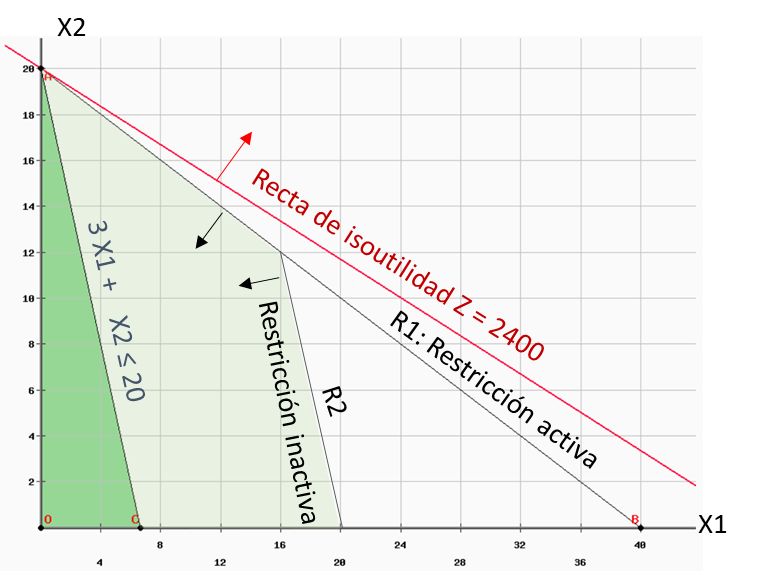 X2
20
A
18
16
14
12
10
8
6
4
2
O
C
B
X1
4
8
12
16
20
24
28
32
36
40
3 X1 + X2 ≤ 20
Recta de isoutilidad Z = 2400
R1: Restricción activa
R2
Restricción inactiva